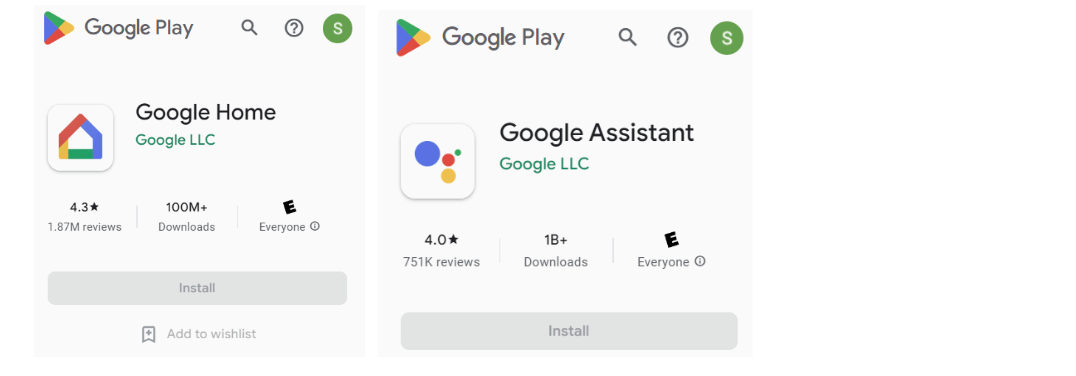 Google Play
S
Google Home
Google LLC
4.3★
100M+
E
1.87M reviews
Downloads
Everyone
Install
Add to wishlist
Google Play
S
Google Assistant
Google LLC
4.0★
1B+
E
751K reviews
Downloads
Everyone
Install